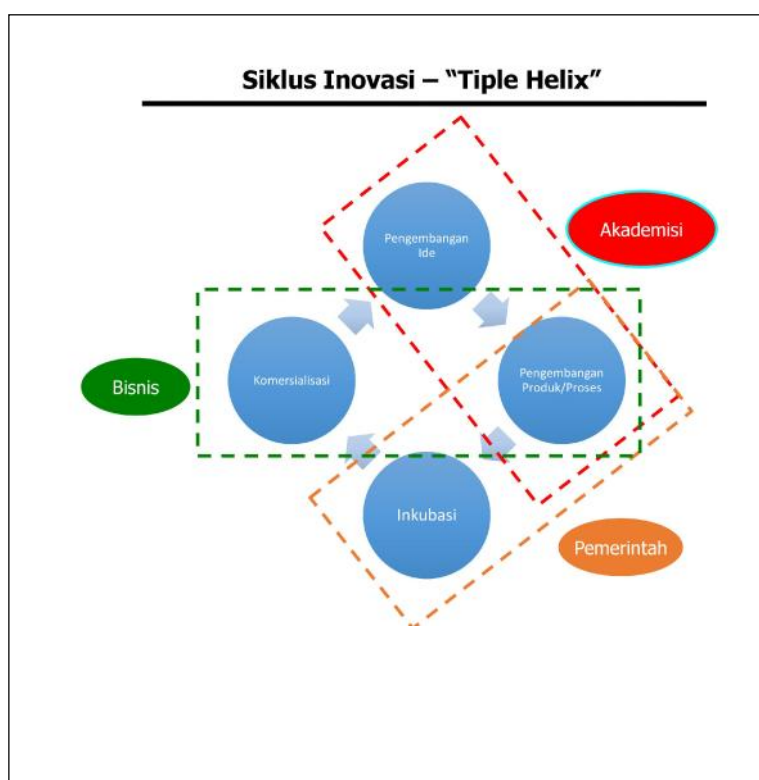 Siklus Inovasi – “Tiple Helix”
Pengembangan
Ide
Akademisi
Bisnis
Komersialisasi
Pengembangan
Produk/Proses
Inkubasi
Pemerintah